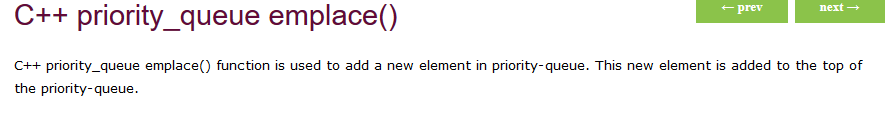 C++ priority_queue emplace()
← prev
next →
C++ priority_queue emplace() function is used to add a new element in priority-queue. This new element is added to the top of
the priority-queue.